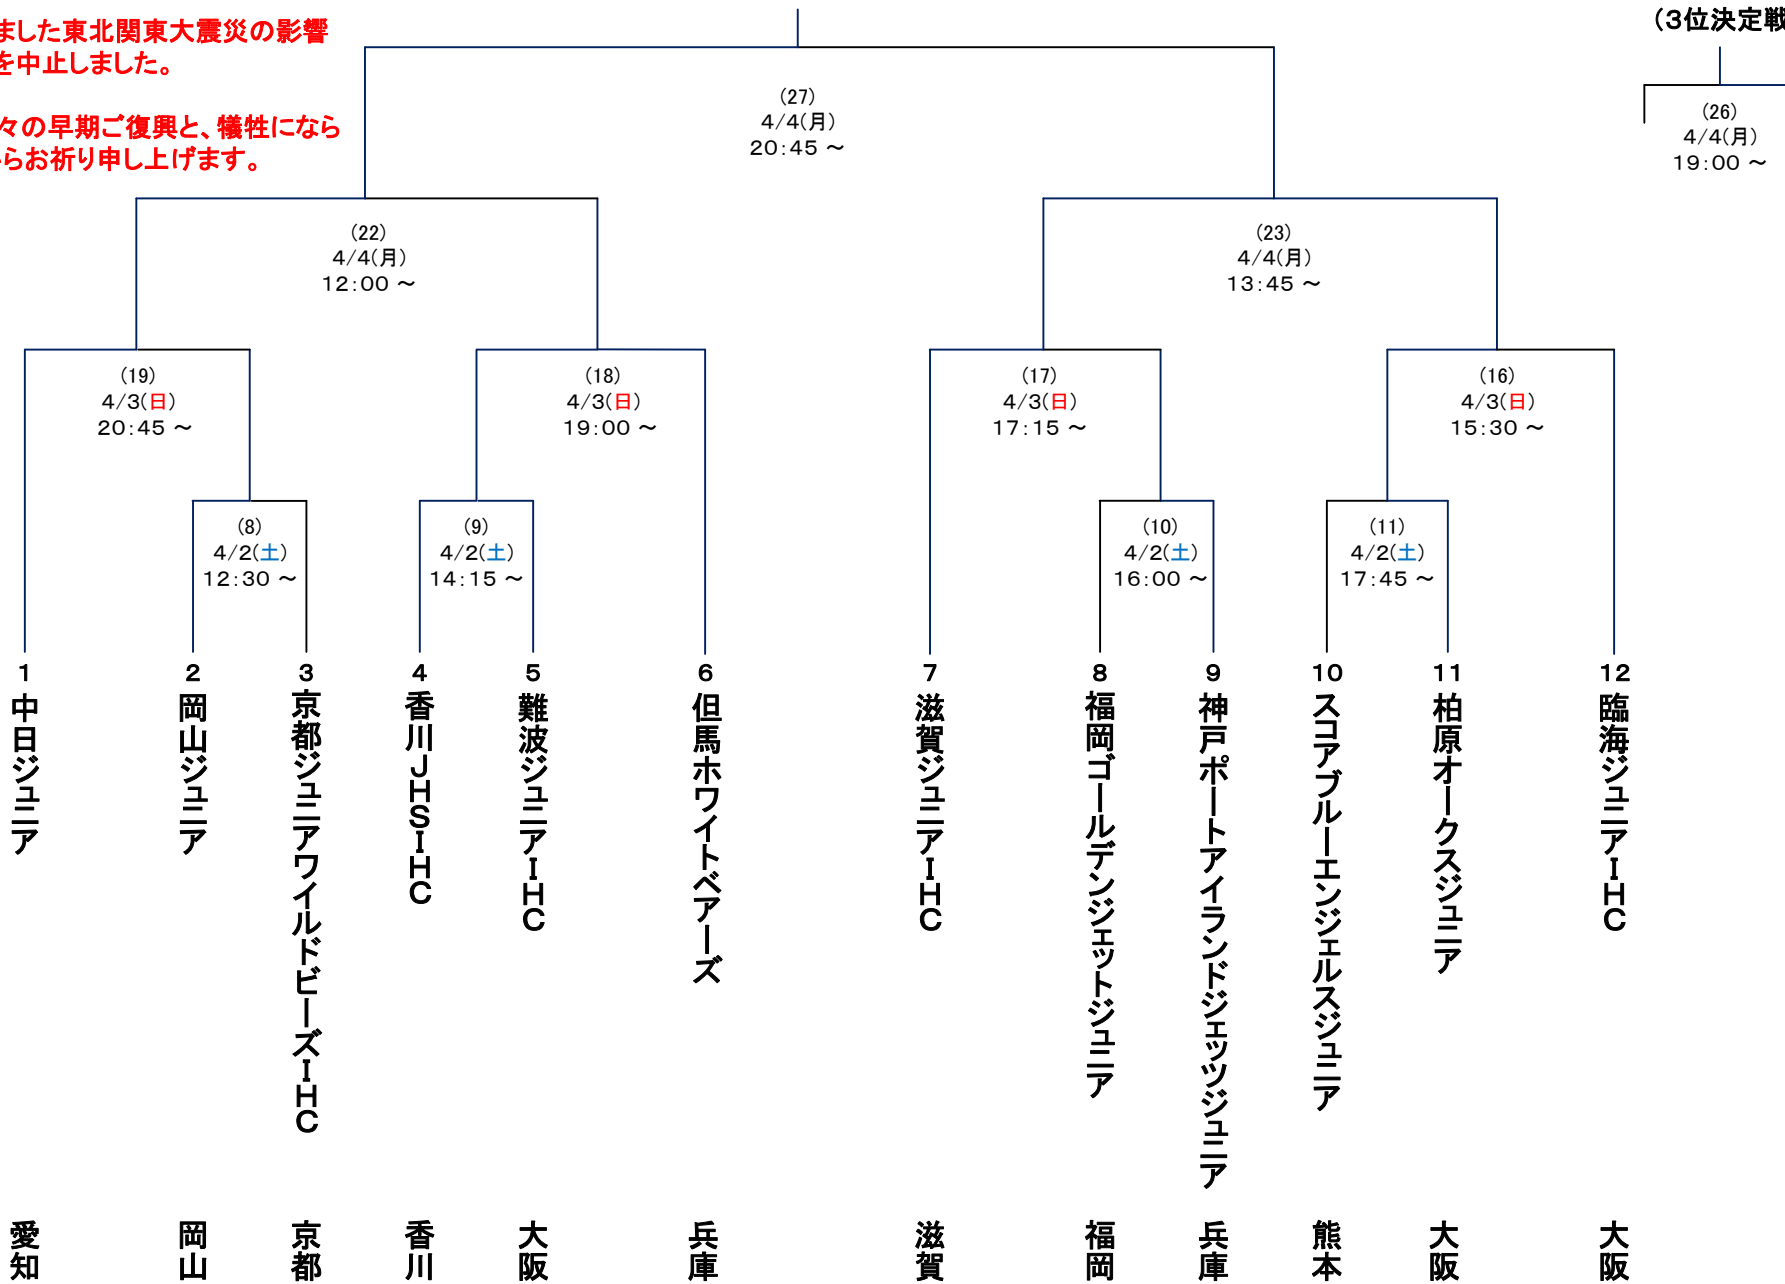 ました東北関東大震災の影響
を中止しました。
々の早期ご復興と、犠牲になら
らお祈り申し上げます。
(3位決定戦
(27)
4/4(月)
20:45 ～
(26)
4/4(月)
19:00 ～
(22)
4/4(月)
12:00 ～
(23)
4/4(月)
13:45 ～
(19)
4/3(日)
20:45 ～
(18)
4/3(日)
19:00 ～
(17)
4/3(日)
17:15 ～
(16)
4/3(日)
15:30 ～
(8)
4/2(土)
12:30 ～
(9)
4/2(土)
14:15 ～
(10)
4/2(土)
16:00 ～
(11)
4/2(土)
17:45 ～
1
中日ジュニア
愛知
2
岡山ジュニア
岡山
3
京都ジュニアワイルドビーズIHC
京都
4
香川JHSIHC
香川
5
難波ジュニアIHC
大阪
6
但馬ホワイトベアーズ
兵庫
7
滋賀ジュニアIHC
滋賀
8
福岡ゴールデンジェットジュニア
福岡
9
神戸ポートアイランドジェッツジュニア
兵庫
10
スコアブルーエンジェルスジュニア
熊本
11
柏原オークスジュニア
大阪
12
臨海ジュニアIHC
大阪